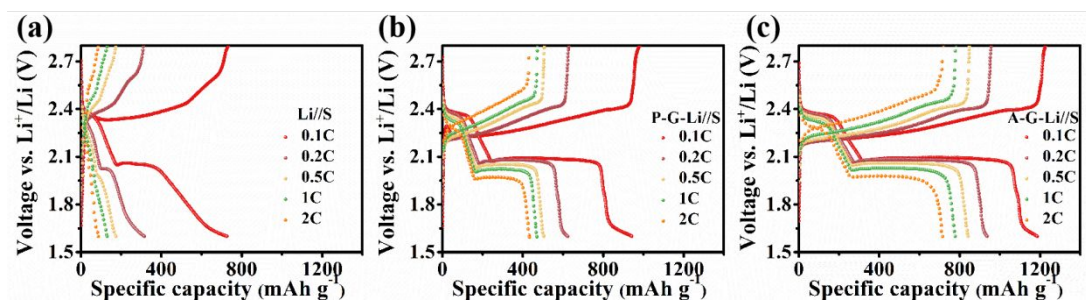 (a)
Voltage vs. Li⁺/Li (V)
2.7
2.4
2.1
1.8
1.5
Li//S
0.1C
0.2C
0.5C
1C
2C
0 400 800 1200
Specific capacity (mAh g⁻¹)
(b)
Voltage vs. Li⁺/Li (V)
2.7
2.4
2.1
1.8
1.5
P-G-Li//S
0.1C
0.2C
0.5C
1C
2C
0 400 800 1200
Specific capacity (mAh g⁻¹)
(c)
Voltage vs. Li⁺/Li (V)
2.7
2.4
2.1
1.8
1.5
A-G-Li//S
0.1C
0.2C
0.5C
1C
2C
0 400 800 1200
Specific capacity (mAh g⁻¹)